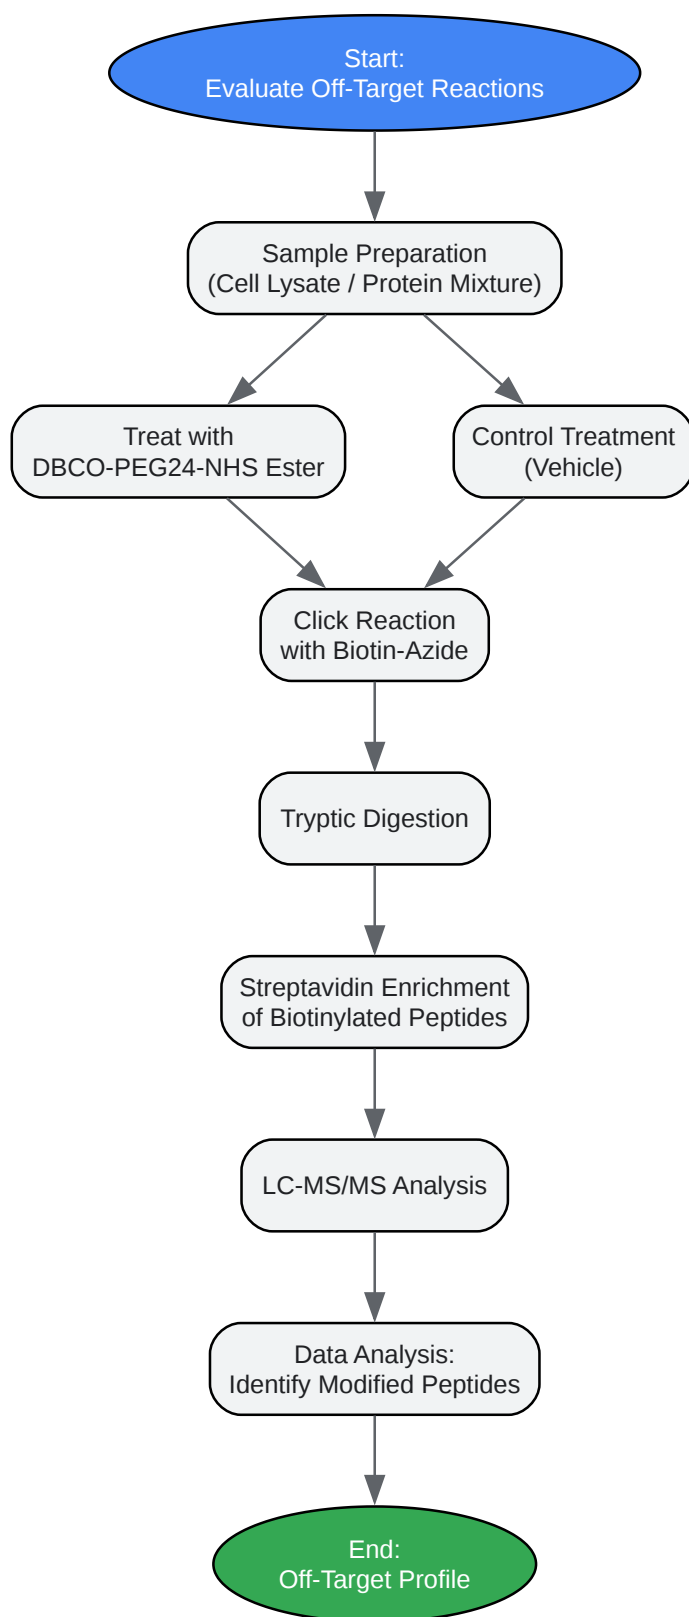 Start:
Evaluate Off-Target Reactions
Sample Preparation
(Cell Lysate / Protein Mixture)
Treat with
DBCO-PEG24-NHS Ester
Control Treatment
(Vehicle)
Click Reaction
with Biotin-Azide
Tryptic Digestion
Streptavidin Enrichment
of Biotinylated Peptides
LC-MS/MS Analysis
Data Analysis:
Identify Modified Peptides
End:
Off-Target Profile